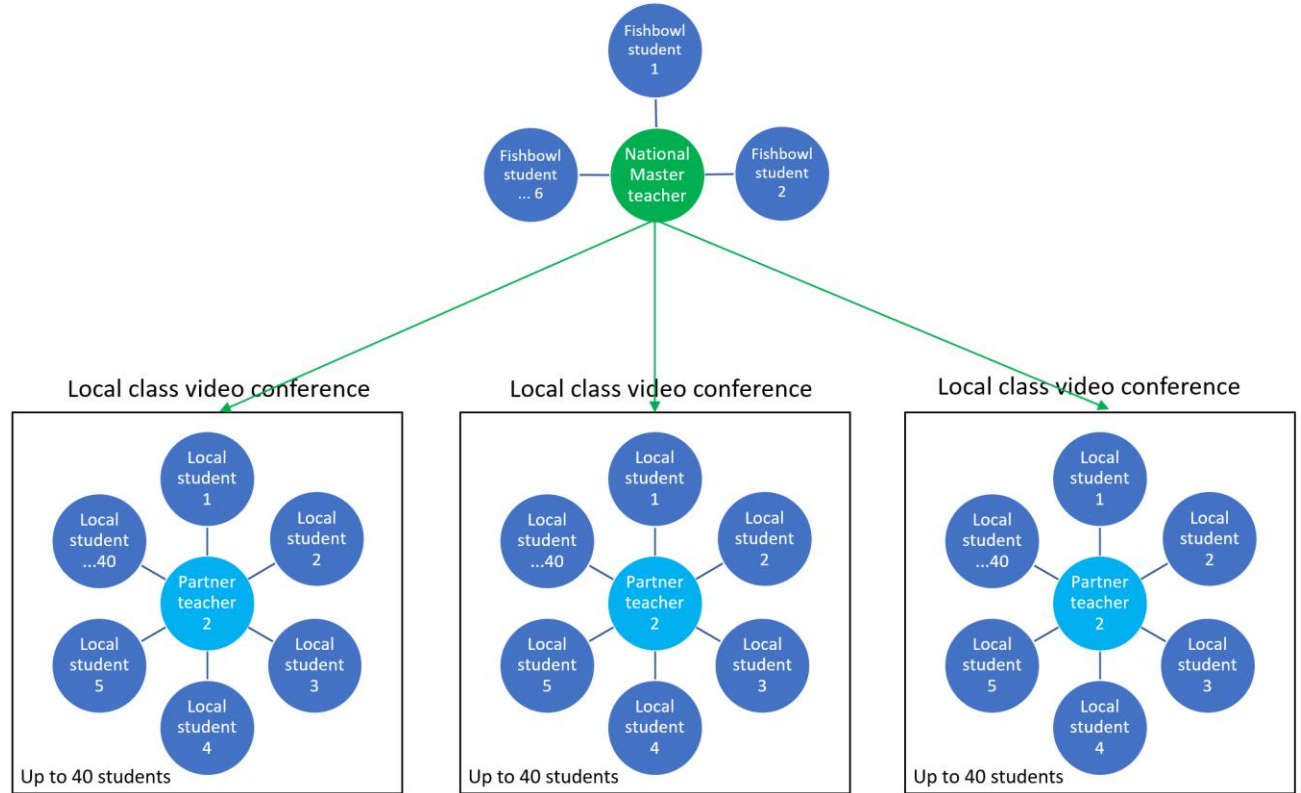 Fishbowl
student
1
Fishbowl
student
... 6
National
Master
teacher
Fishbowl
student
2
Local class video conference
Local class video conference
Local class video conference
Local
student
1
Local
student
...40
Local
student
2
Partner
teacher
2
Local
student
5
Local
student
3
Local
student
4
Up to 40 students
Local
student
1
Local
student
...40
Local
student
2
Partner
teacher
2
Local
student
5
Local
student
3
Local
student
4
Up to 40 students
Local
student
1
Local
student
...40
Local
student
2
Partner
teacher
2
Local
student
5
Local
student
3
Local
student
4
Up to 40 students